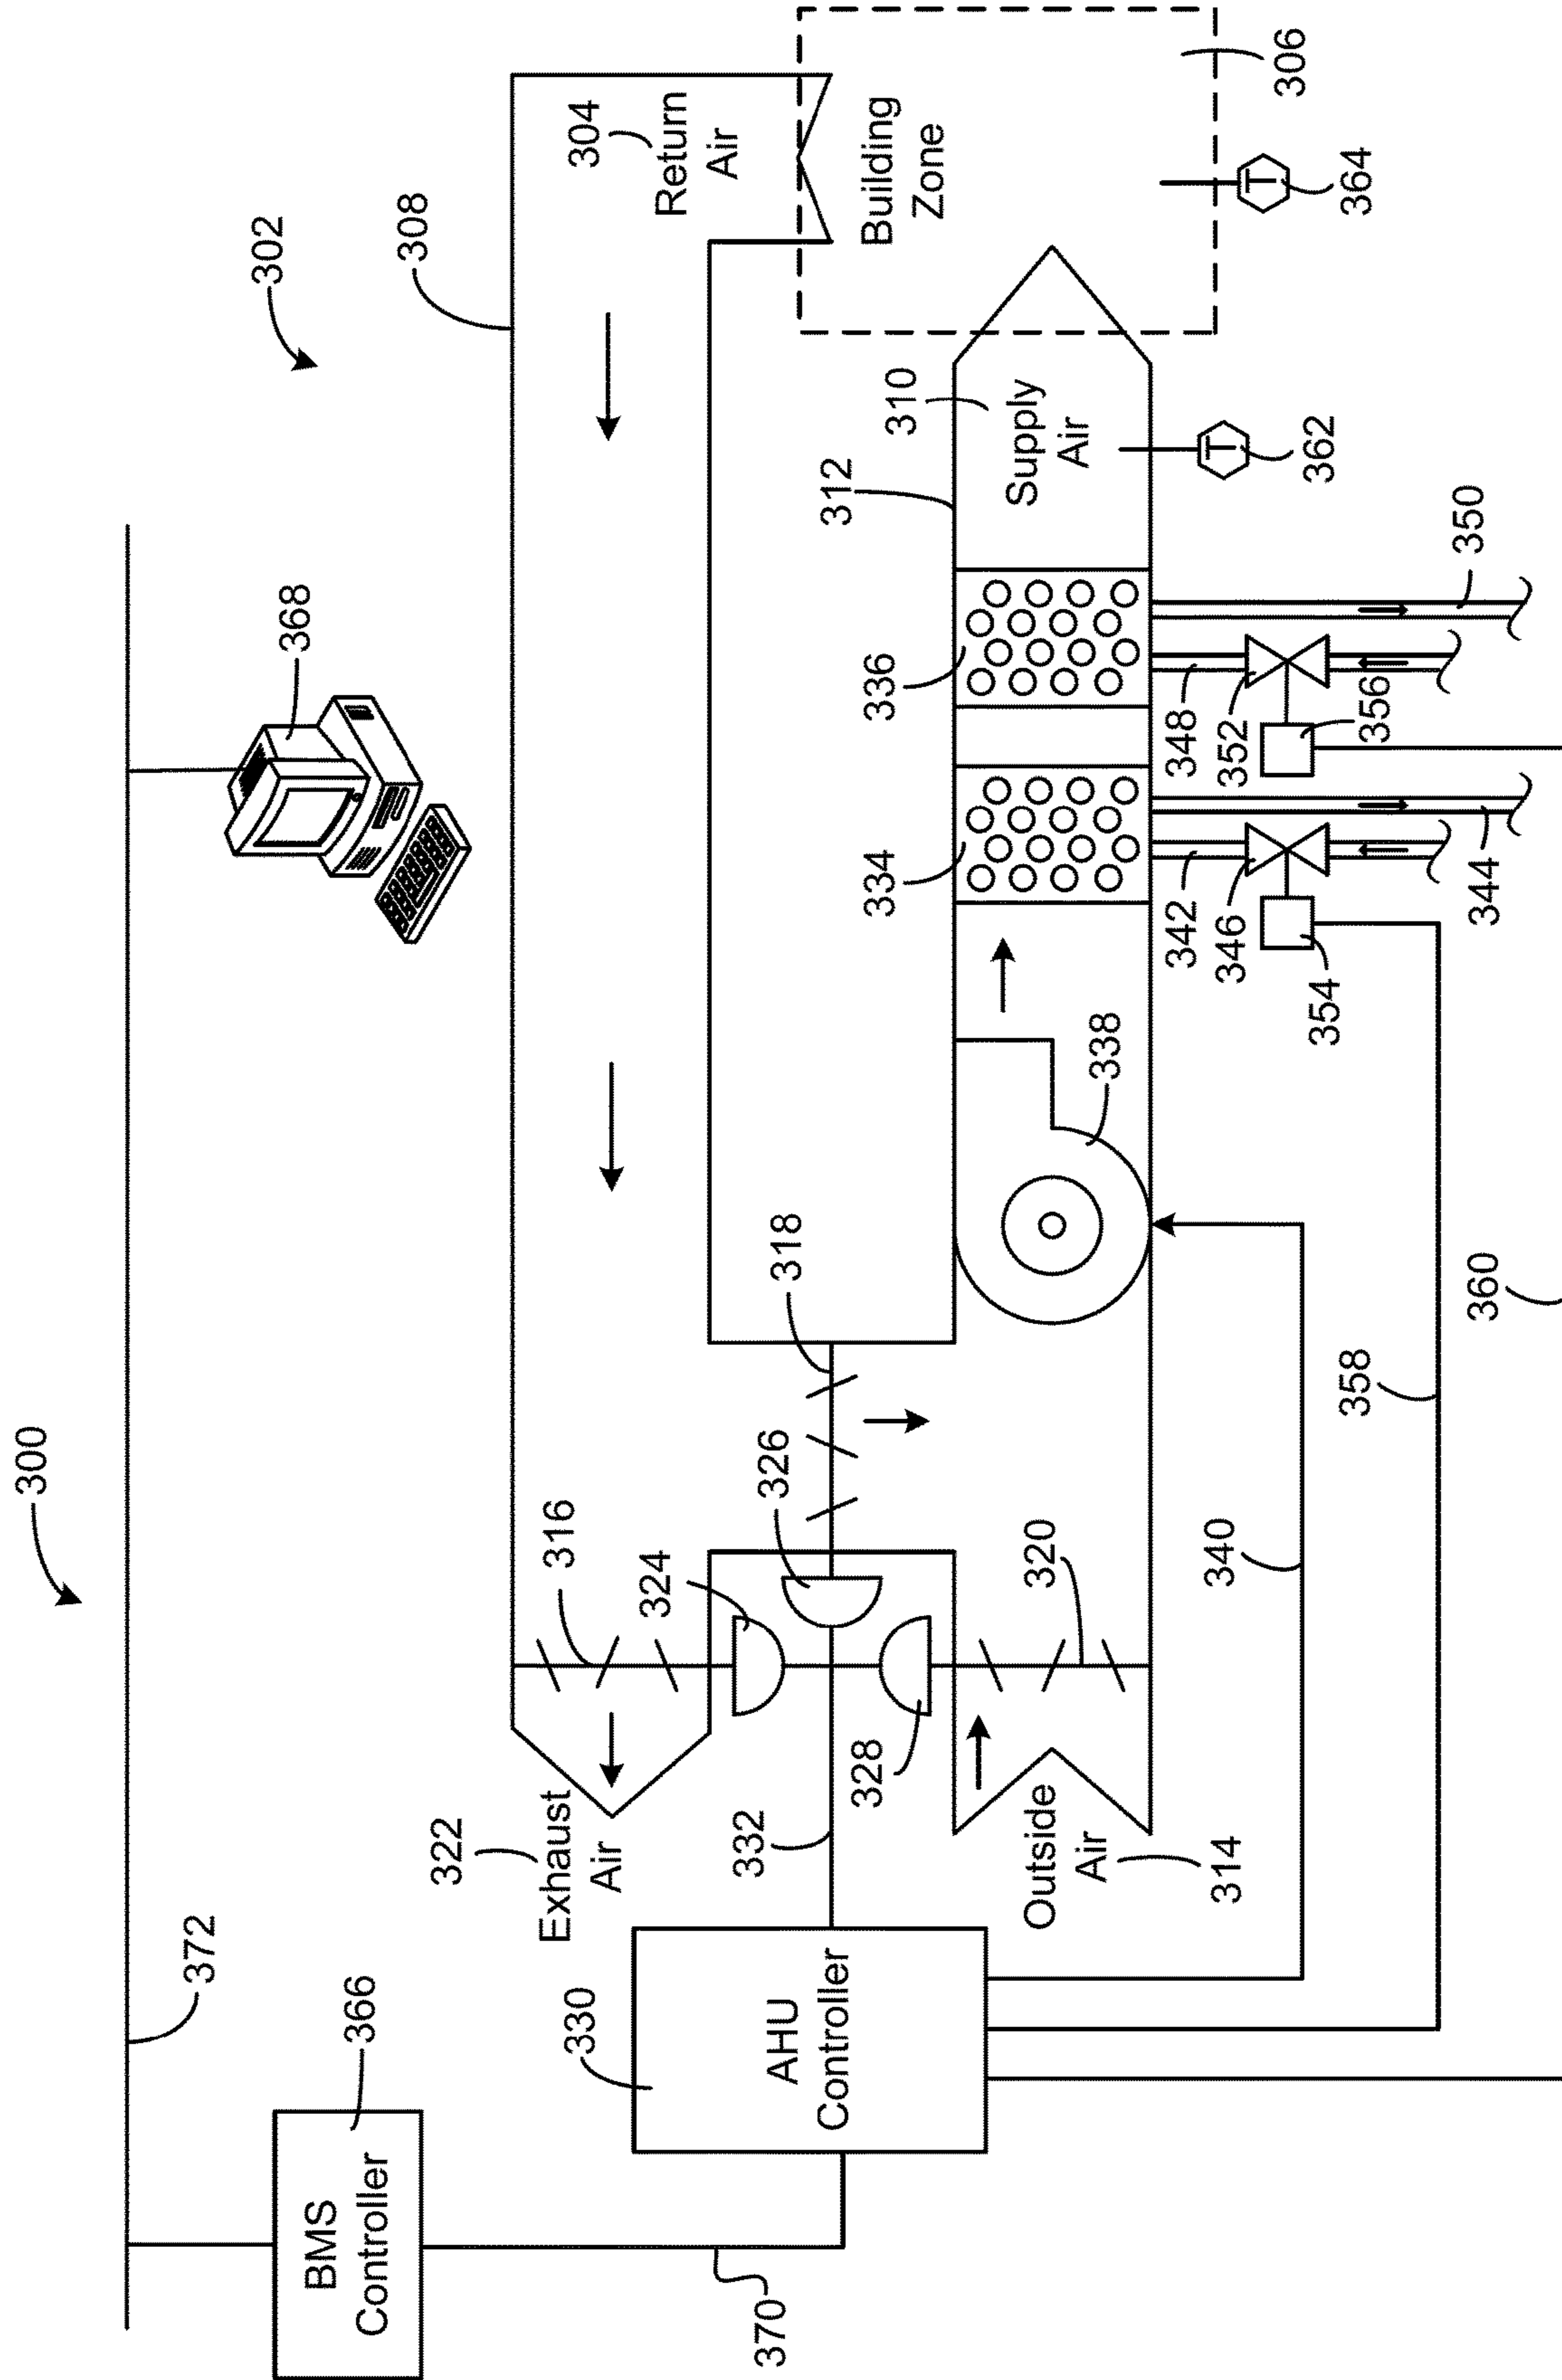 300
372
BMS
Controller
366
370
368
302
308
304
Return
Air
322
Exhaust
Air
316
324
326
318
330
AHU
Controller
332
328
Outside
Air
314
320
338
334
336
312
310
Supply
Air
Building
Zone
306
340
342
346
354
344
348
352
356
350
362
T
364
T
358
360